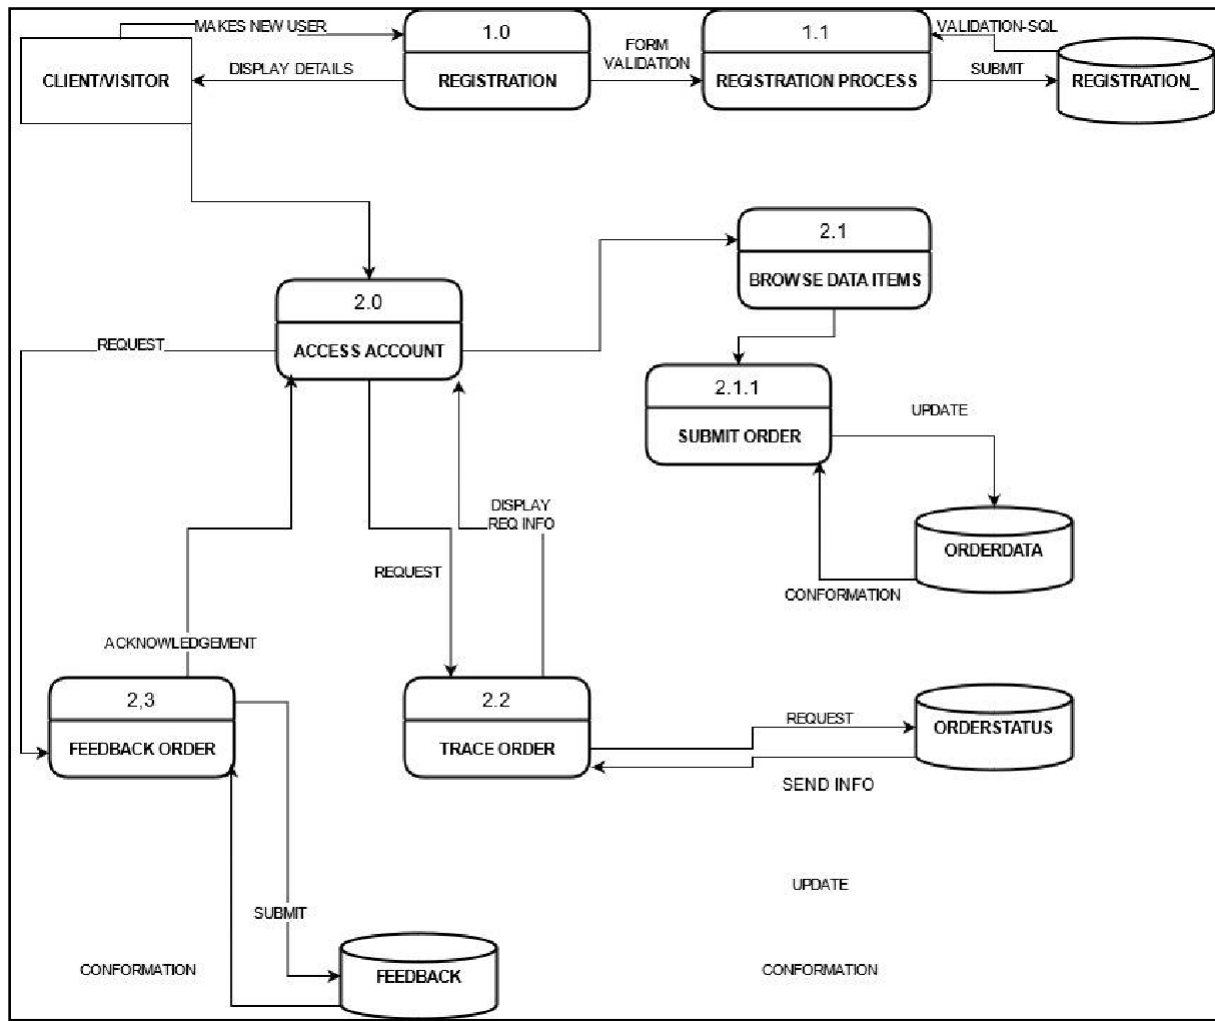 MAKES NEW USER
1.0
1.1
VALIDATION-SQL
FORM
VALIDATION
CLIENT/VISITOR
DISPLAY DETAILS
REGISTRATION
REGISTRATION PROCESS
SUBMIT
REGISTRATION_
2.1
BROWSE DATA ITEMS
2.0
REQUEST
ACCESS ACCOUNT
2.1.1
UPDATE
SUBMIT ORDER
DISPLAY
REQ INFO
ORDERDATA
REQUEST
CONFORMATION
ACKNOWLEDGEMENT
2,3
2.2
REQUEST
ORDERSTATUS
FEEDBACK ORDER
TRACE ORDER
SEND INFO
UPDATE
SUBMIT
CONFORMATION
FEEDBACK
CONFORMATION